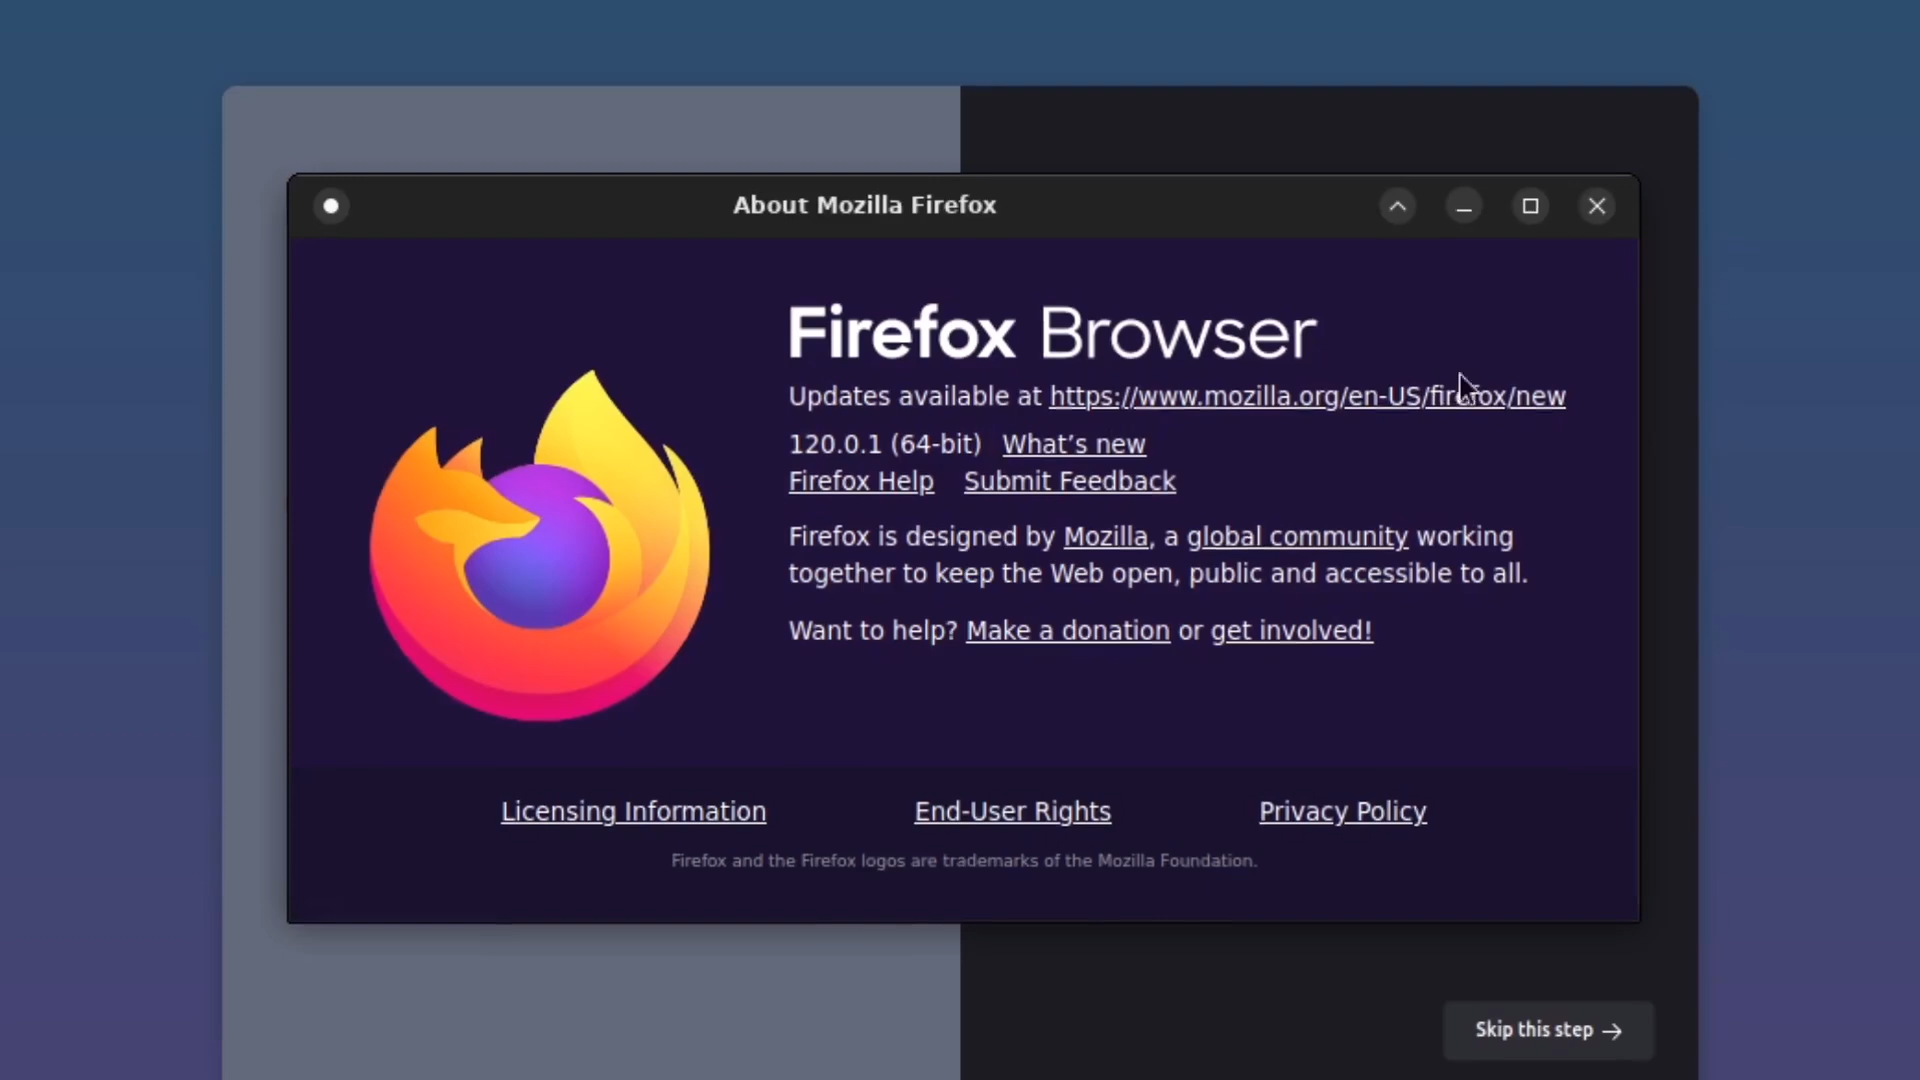 About Mozilla Firefox
Firefox Browser
Updates available at https://www.mozilla.org/en-US/firefox/new
120.0.1 (64-bit) What’s new
Firefox Help Submit Feedback
Firefox is designed by Mozilla, a global community working
together to keep the Web open, public and accessible to all.
Want to help? Make a donation or get involved!
Licensing Information End-User Rights Privacy Policy
Firefox and the Firefox logos are trademarks of the Mozilla Foundation.
Skip this step